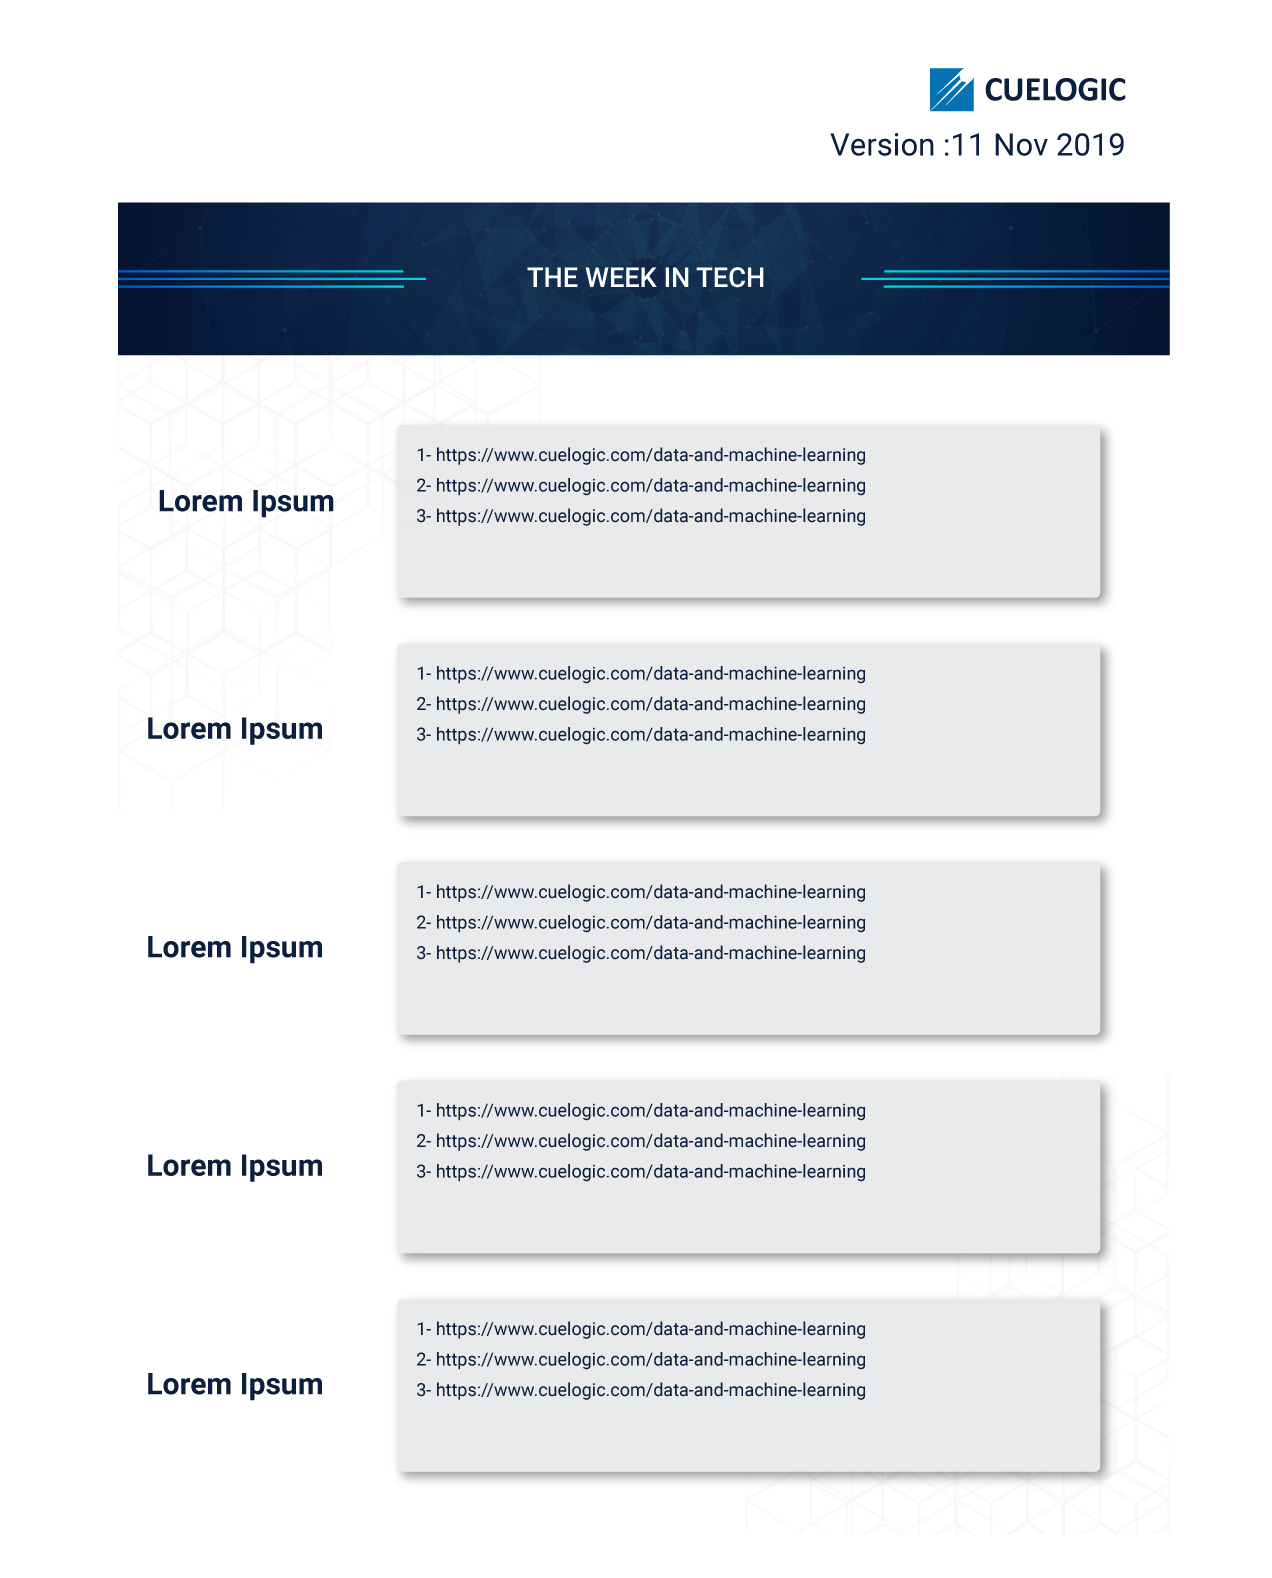 CUELOGIC
Version :11 Nov 2019
THE WEEK IN TECH
Lorem Ipsum
1- https://www.cuelogic.com/data-and-machine-learning
2- https://www.cuelogic.com/data-and-machine-learning
3- https://www.cuelogic.com/data-and-machine-learning
Lorem Ipsum
1- https://www.cuelogic.com/data-and-machine-learning
2- https://www.cuelogic.com/data-and-machine-learning
3- https://www.cuelogic.com/data-and-machine-learning
Lorem Ipsum
1- https://www.cuelogic.com/data-and-machine-learning
2- https://www.cuelogic.com/data-and-machine-learning
3- https://www.cuelogic.com/data-and-machine-learning
Lorem Ipsum
1- https://www.cuelogic.com/data-and-machine-learning
2- https://www.cuelogic.com/data-and-machine-learning
3- https://www.cuelogic.com/data-and-machine-learning
Lorem Ipsum
1- https://www.cuelogic.com/data-and-machine-learning
2- https://www.cuelogic.com/data-and-machine-learning
3- https://www.cuelogic.com/data-and-machine-learning